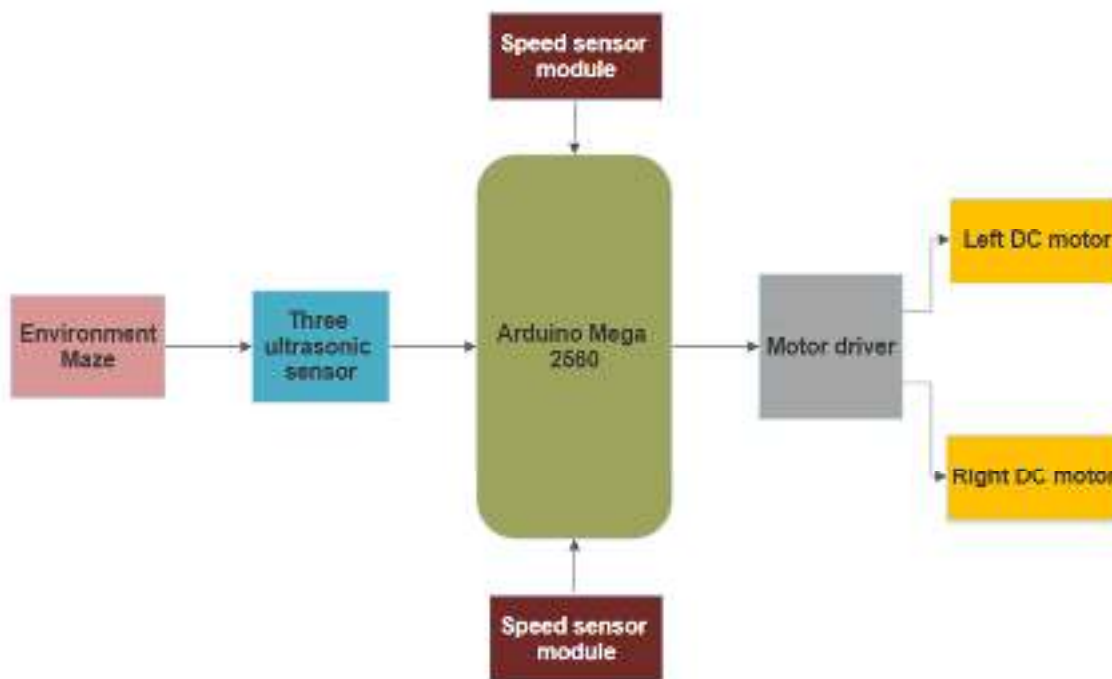 Speed sensor
module
Environment
Maze
Three
ultrasonic
sensor
Arduino Mega
2560
Motor driver
Left DC motor
Right DC motor
Speed sensor
module